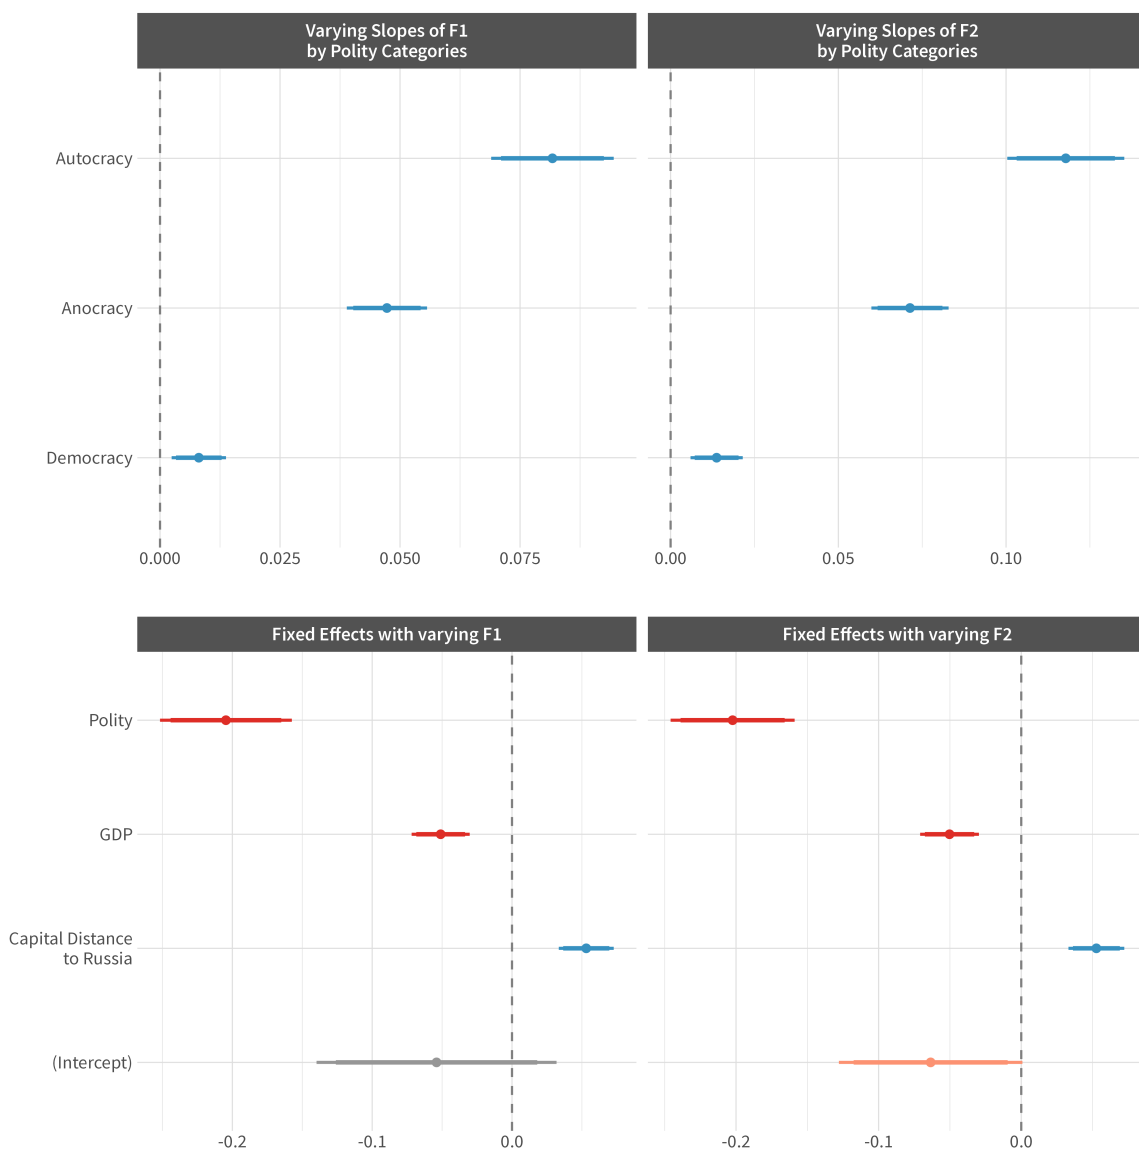 Varying Slopes of F1
by Polity Categories
Varying Slopes of F2
by Polity Categories
Autocracy
Anocracy
Democracy
0.000 0.025 0.050 0.075
0.00 0.05 0.10
Fixed Effects with varying F1
Fixed Effects with varying F2
Polity
GDP
Capital Distance
to Russia
(Intercept)
-0.2 -0.1 0.0
-0.2 -0.1 0.0